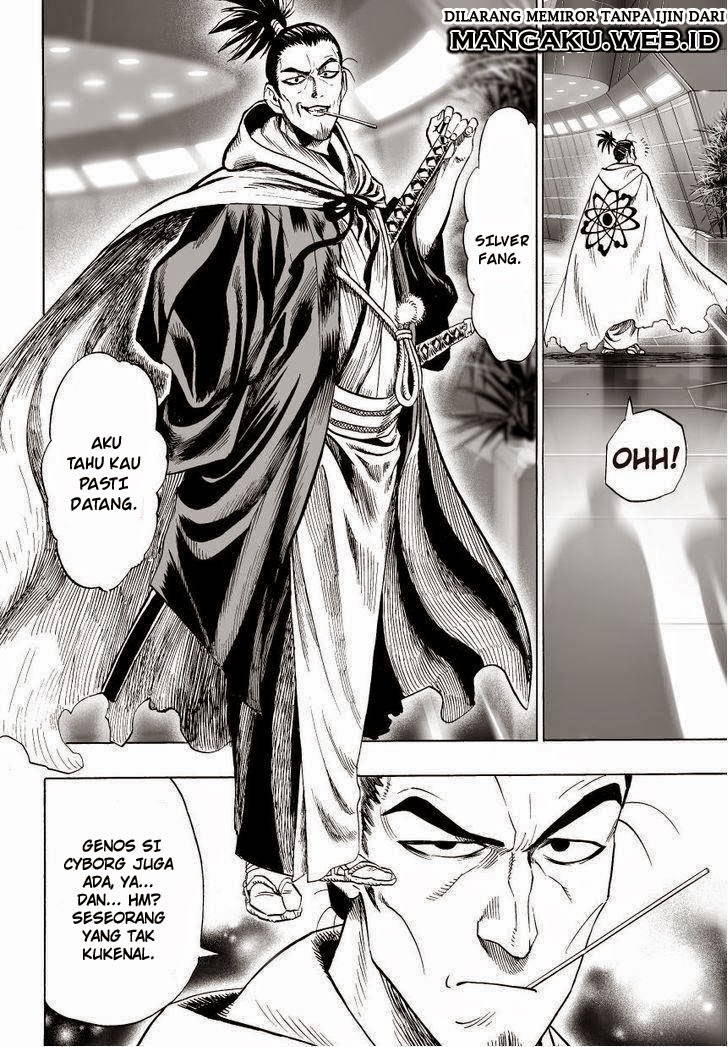 DILARANG MEMIROR TANPA IJIN DARI
MANGAKU.WEB.ID
OHH!
SILVER
FANG.
AKU
TAHU KAU
PASTI
DATANG.
GENOS SI
CYBORG JUGA
ADA, YA...
DAN... HM?
SESEORANG
YANG TAK
KUKENAL.